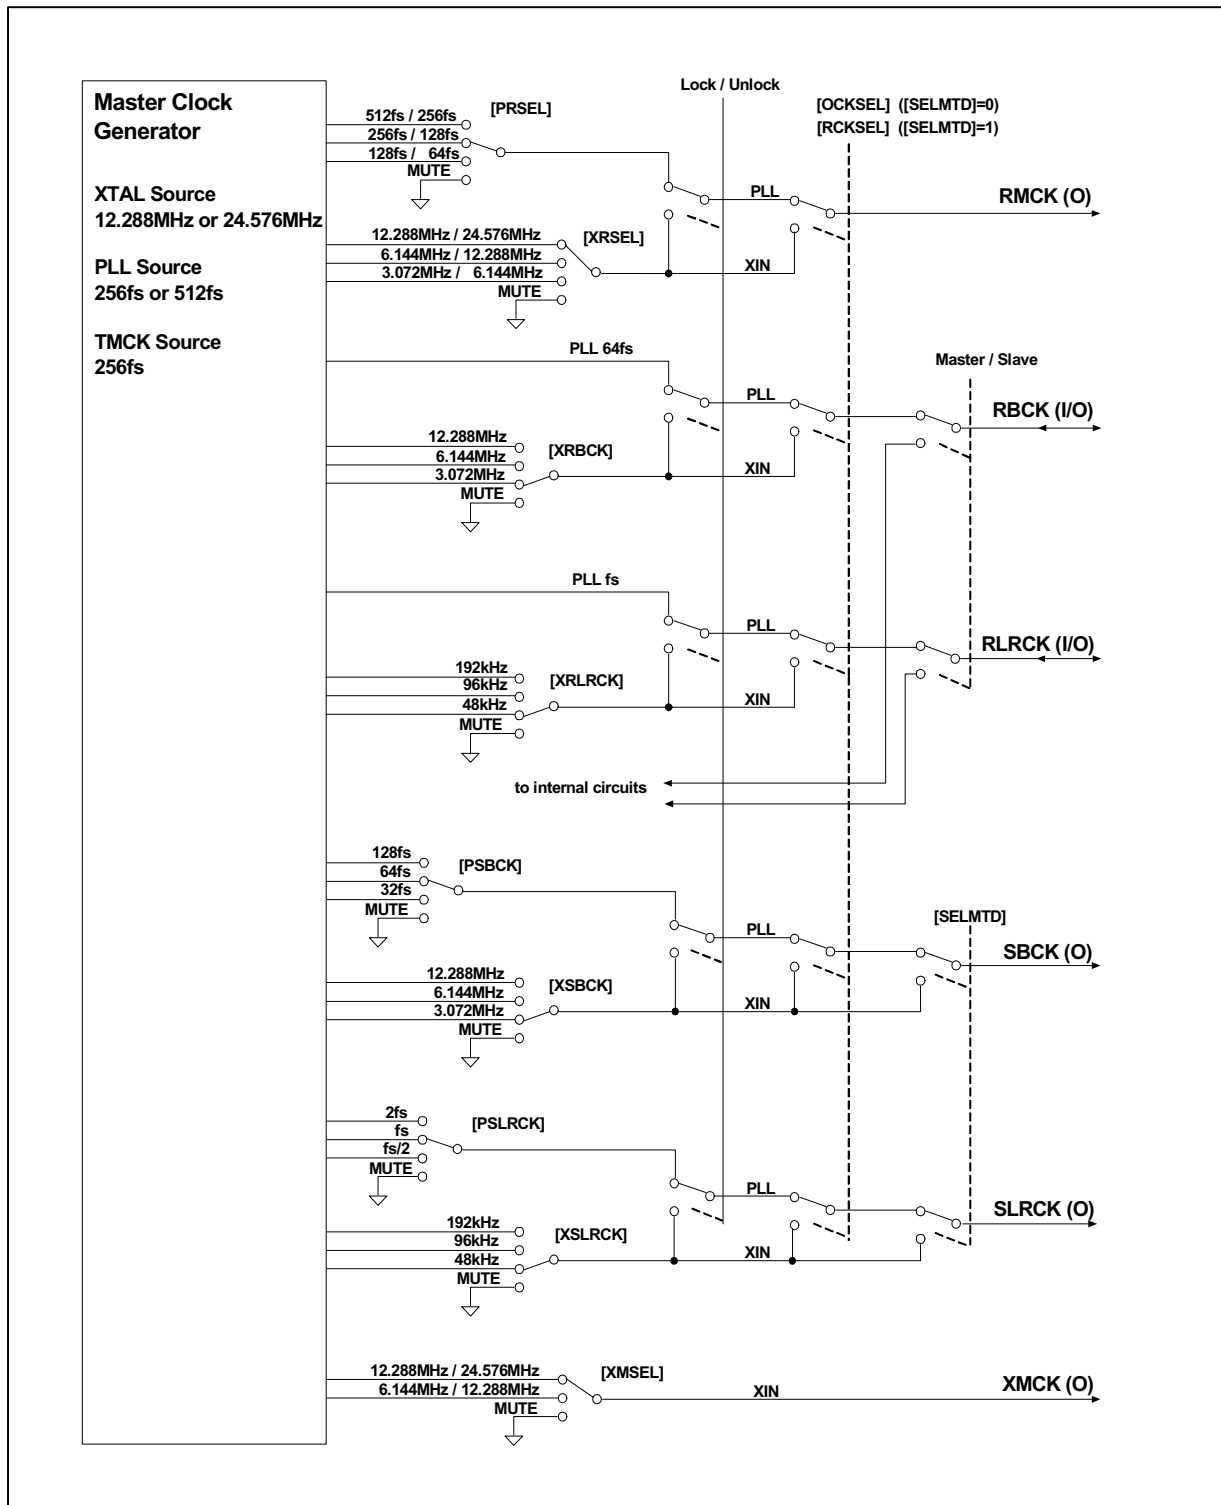 Lock / Unlock
Master Clock
Generator
XTAL Source
12.288MHz or 24.576MHz
PLL Source
256fs or 512fs
TMCK Source
256fs
512fs / 256fs
256fs / 128fs
128fs /   64fs
MUTE
[PRSEL]
[OCKSEL]  ([SELMTD]=0)
[RCKSEL]  ([SELMTD]=1)
PLL
RMCK (O)
12.288MHz / 24.576MHz
6.144MHz / 12.288MHz
3.072MHz /   6.144MHz
MUTE
[XRSEL]
XIN
PLL 64fs
Master / Slave
PLL
RBCK (I/O)
12.288MHz
6.144MHz
3.072MHz
MUTE
[XRBCK]
XIN
PLL fs
PLL
RLRCK (I/O)
192kHz
96kHz
48kHz
MUTE
[XRLRCK]
XIN
to internal circuits
128fs
64fs
32fs
MUTE
[PSBCK]
[SELMTD]
PLL
SBCK (O)
12.288MHz
6.144MHz
3.072MHz
MUTE
[XSBCK]
XIN
2fs
fs
fs/2
MUTE
[PSLRCK]
PLL
SLRCK (O)
192kHz
96kHz
48kHz
MUTE
[XSLRCK]
XIN
12.288MHz / 24.576MHz
6.144MHz / 12.288MHz
MUTE
[XMSEL]
XIN
XMCK (O)